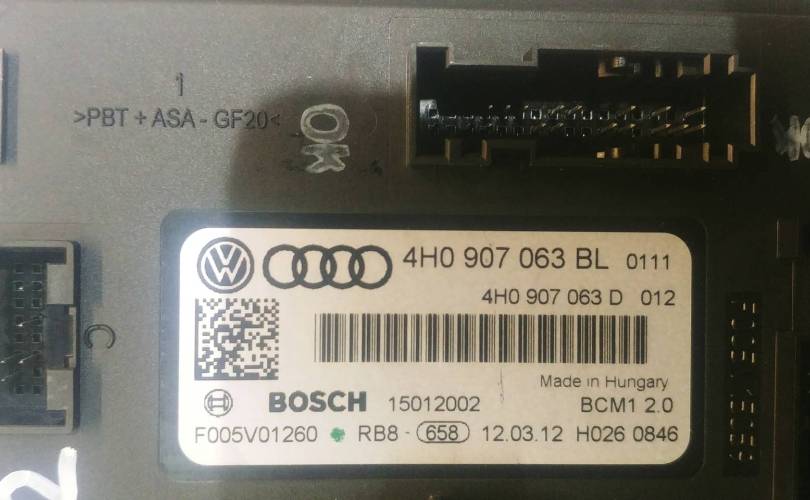 1
>PBT + ASA - GF20<
OK
4H0 907 063 BL 0111
4H0 907 063 D 012
C
Made in Hungary
BOSCH 15012002 BCM1 2.0
F005V01260 RB8 - 658 12.03.12 H026 0846